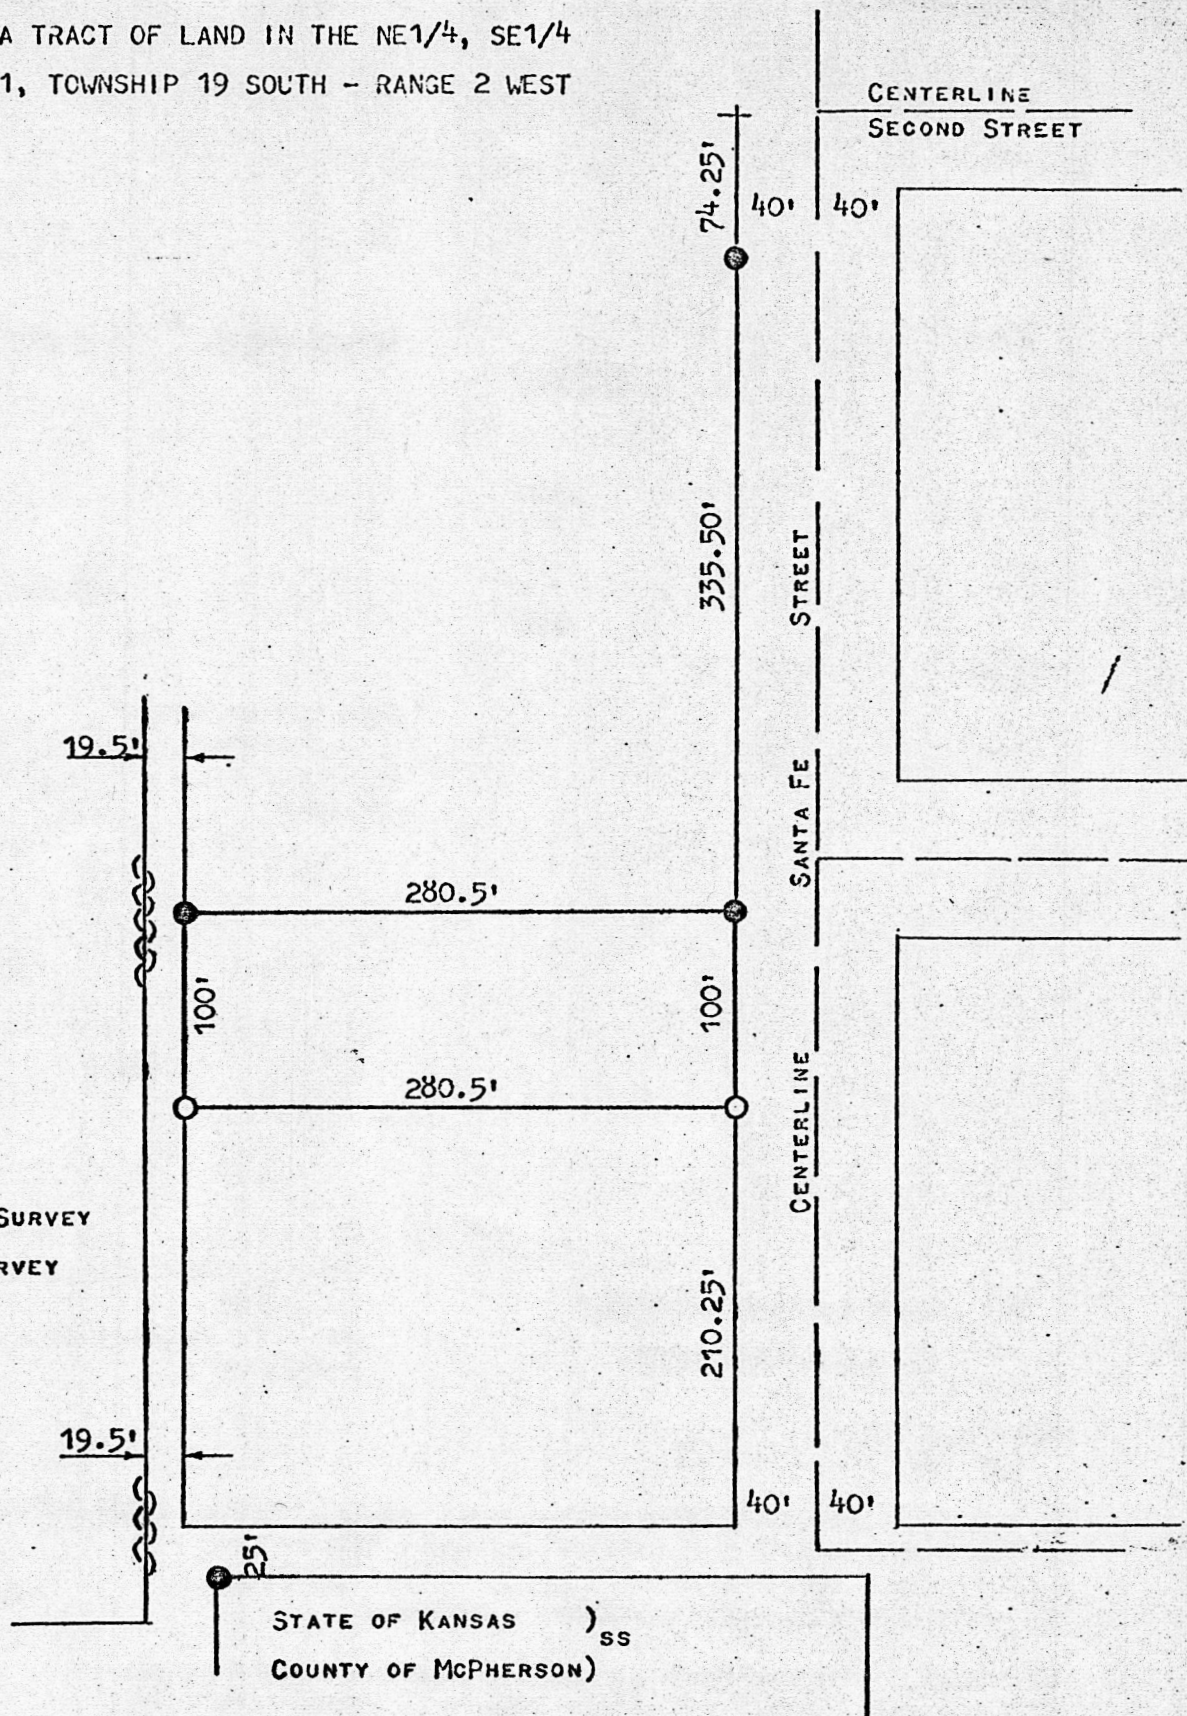 A TRACT OF LAND IN THE NE1/4, SE1/4
1, TOWNSHIP 19 SOUTH - RANGE 2 WEST
CENTERLINE
SECOND STREET
74.25'
40'
40'
335.50'
CENTERLINE SANTA FE STREET
19.5'
280.5'
100'
100'
280.5'
SURVEY
RVEY
210.25'
19.5'
40'
40'
25'
STATE OF KANSAS )
SS
COUNTY OF MCPHERSON)